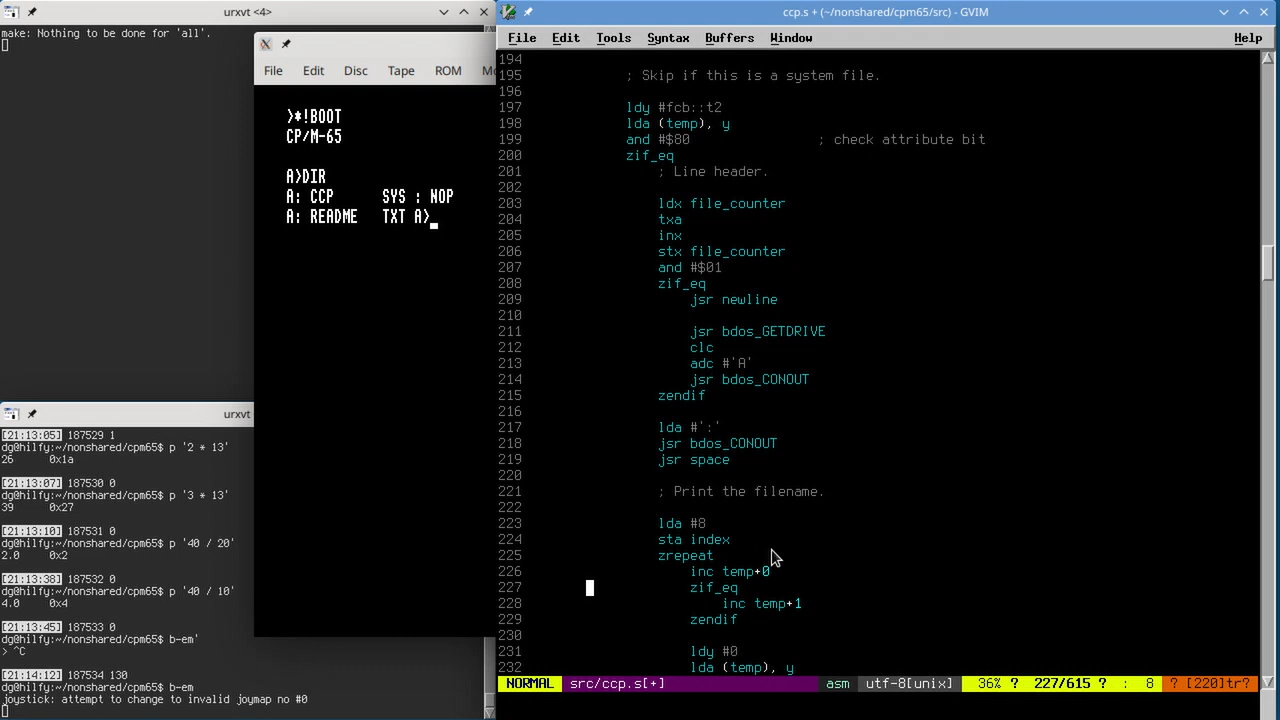 urxvt <4>
make: Nothing to be done for 'all'.
File Edit Disc Tape ROM
>*!BOOT
CP/M-65
A>DIR
A: CCP SYS : NOP
A: README TXT A>
urxvt
[21:13:05] 187529 1
dg@hilfy:~/nonshared/cpm65$ p '2 * 13'
26 0x1a
[21:13:07] 187530 0
dg@hilfy:~/nonshared/cpm65$ p '3 * 13'
39 0x27
[21:13:10] 187531 0
dg@hilfy:~/nonshared/cpm65$ p '40 / 20'
2.0 0x2
[21:13:38] 187532 0
dg@hilfy:~/nonshared/cpm65$ p '40 / 10'
4.0 0x4
[21:13:45] 187533 0
dg@hilfy:~/nonshared/cpm65$ b-em'
> ^C
[21:14:12] 187534 130
dg@hilfy:~/nonshared/cpm65$ b-em
joystick: attempt to change to invalid joymap no #0
ccp.s + (~/nonshared/cpm65/src) - GVIM
File Edit Tools Syntax Buffers Window Help
194
195 ; Skip if this is a system file.
196
197 ldy #fcb::t2
198 lda (temp), y
199 and #$80 ; check attribute bit
200 zif_eq
201 ; Line header.
202
203 ldx file_counter
204 txa
205 inx
206 stx file_counter
207 and #$01
208 zif_eq
209 jsr newline
210
211 jsr bdos_GETDRIVE
212 clc
213 adc #'A'
214 jsr bdos_CONOUT
215 zendif
216
217 lda #':'
218 jsr bdos_CONOUT
219 jsr space
220
221 ; Print the filename.
222
223 lda #8
224 sta index
225 zrepeat
226 inc temp+0
227 zif_eq
228 inc temp+1
229 zendif
230
231 ldy #0
232 lda (temp), y
NORMAL src/ccp.s[+] asm utf-8[unix] 36% ? 227/615 ? : 8 ? [220]tr?